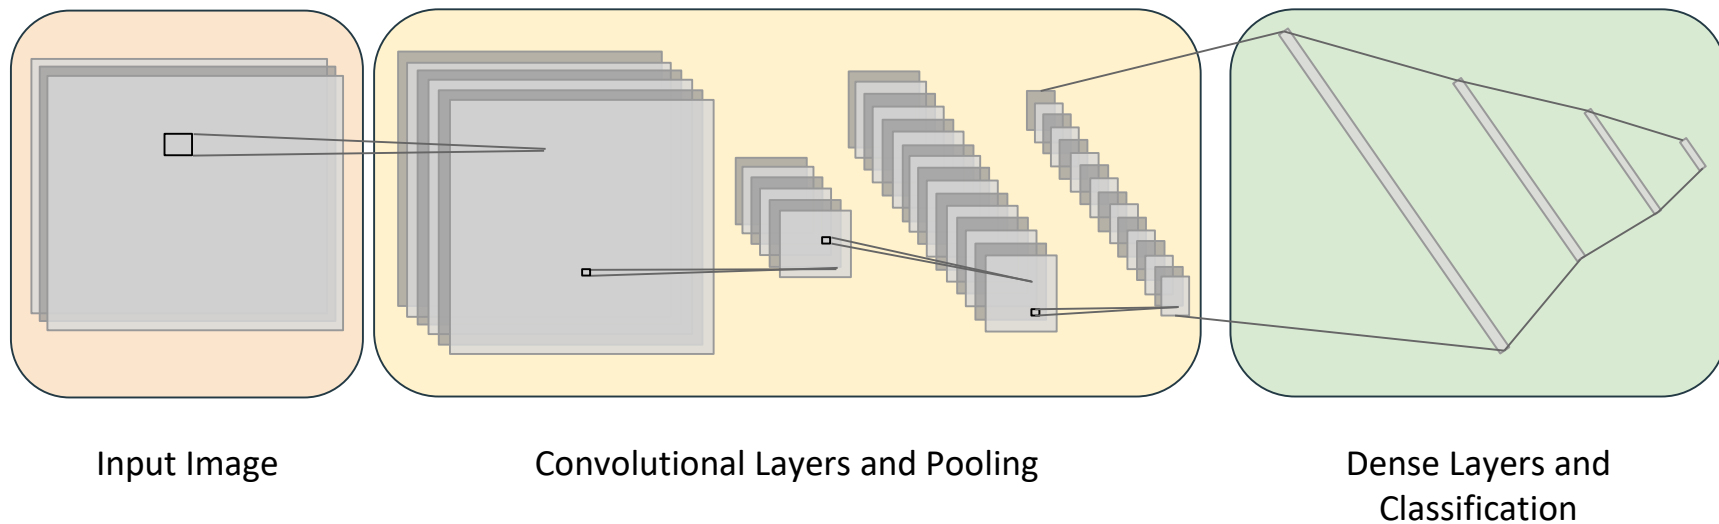 Input Image
Convolutional Layers and Pooling
Dense Layers and
Classification